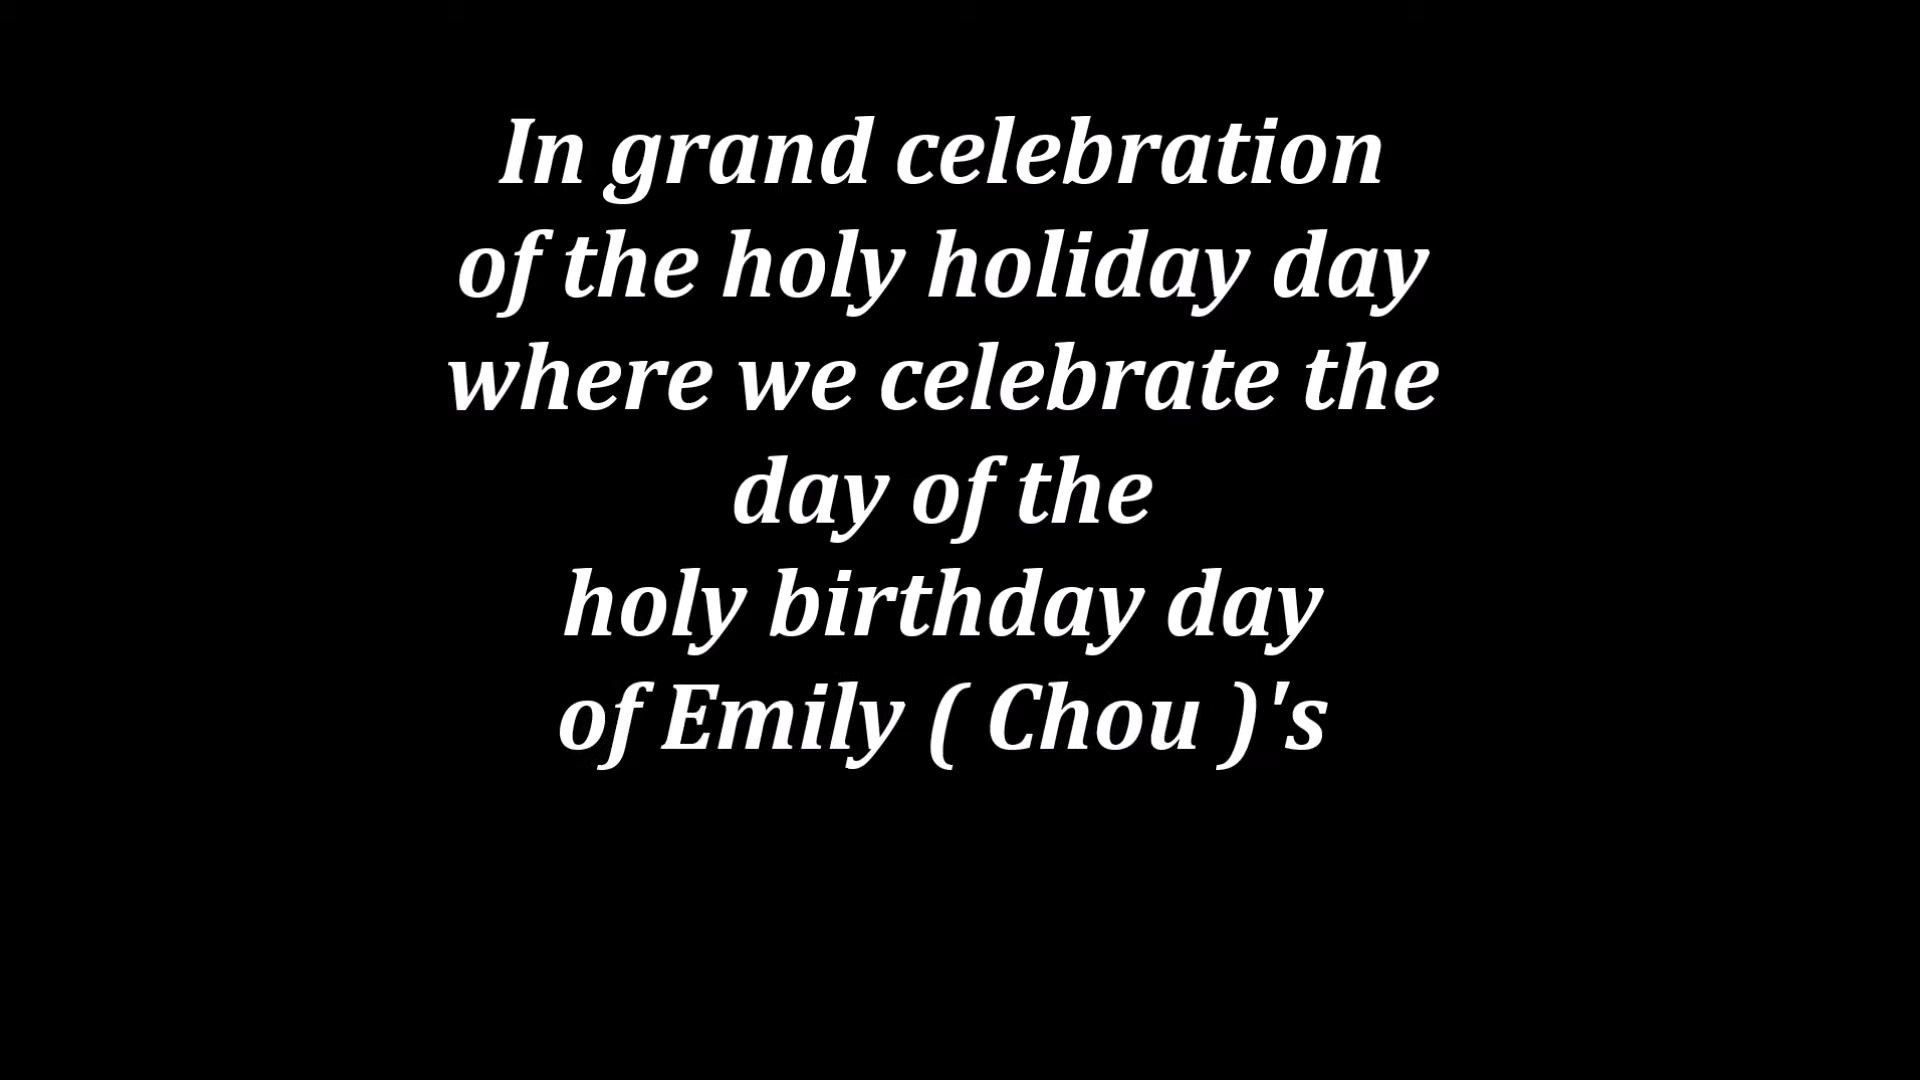 In grand celebration
of the holy holiday day
where we celebrate the
day of the
holy birthday day
of Emily ( Chou )'s